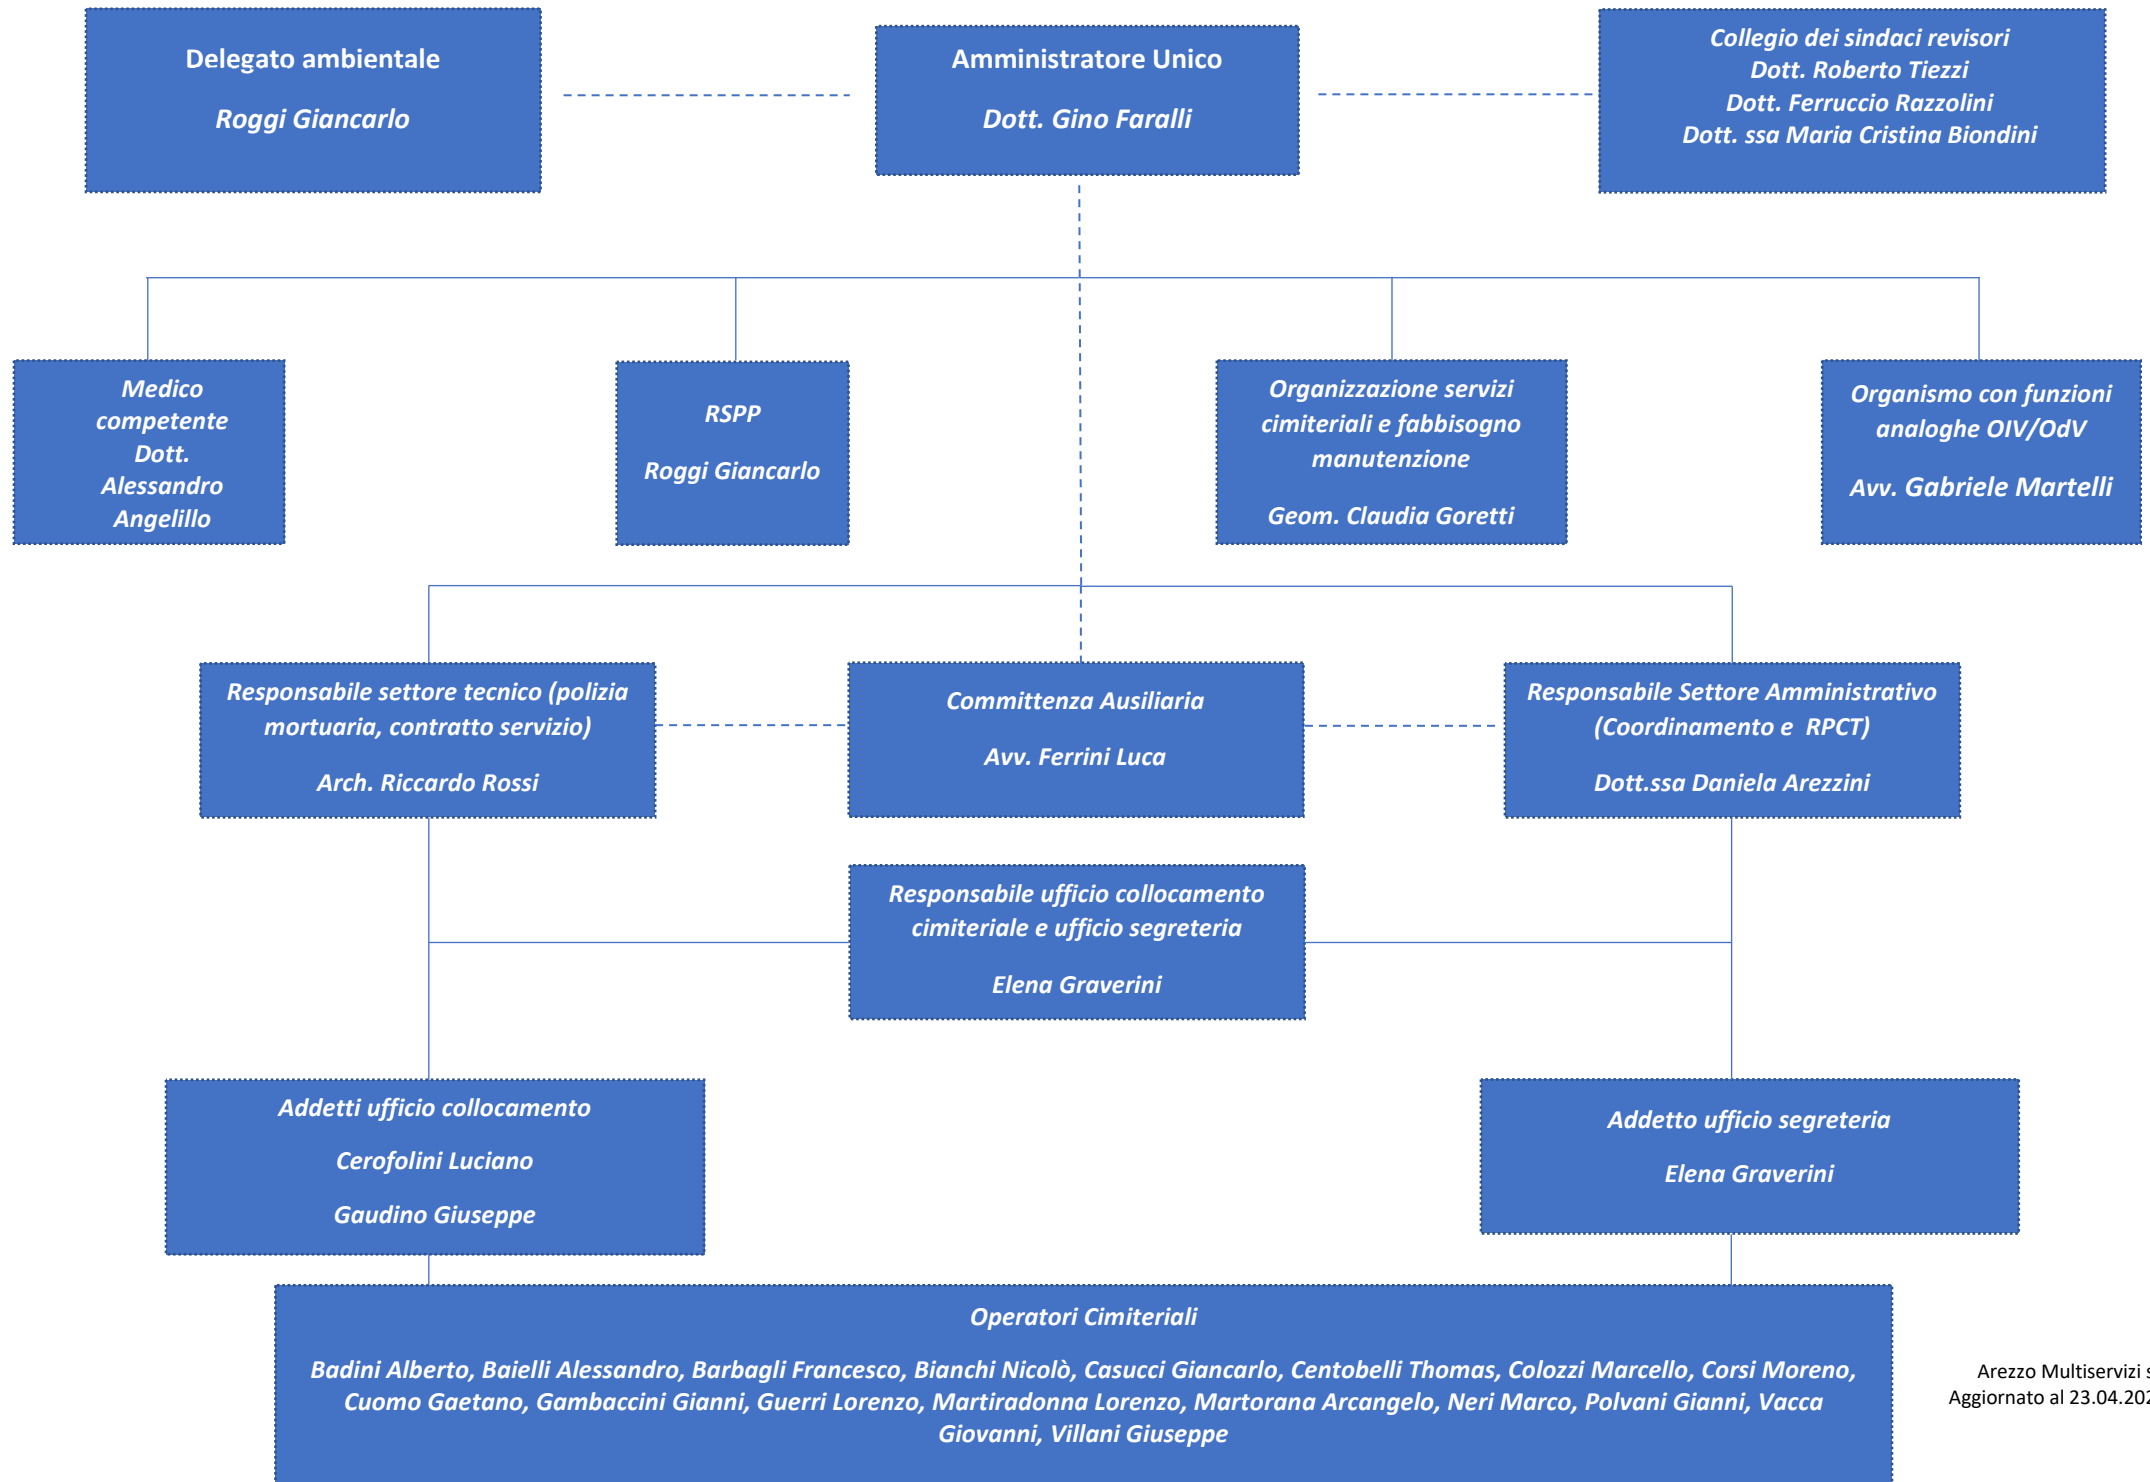 Delegato ambientale
Roggi Giancarlo
Amministratore Unico
Dott. Gino Faralli
Collegio dei sindaci revisori
Dott. Roberto Tiezzi
Dott. Ferruccio Razzolini
Dott. ssa Maria Cristina Biondini
Medico
competente
Dott.
Alessandro
Angelillo
RSPP
Roggi Giancarlo
Organizzazione servizi
cimiteriali e fabbisogno
manutenzione
Geom. Claudia Goretti
Organismo con funzioni
analoghe OIV/OdV
Avv. Gabriele Martelli
Responsabile settore tecnico (polizia
mortuaria, contratto servizio)
Arch. Riccardo Rossi
Committenza Ausiliaria
Avv. Ferrini Luca
Responsabile Settore Amministrativo
(Coordinamento e RPCT)
Dott.ssa Daniela Arezzini
Responsabile ufficio collocamento
cimiteriale e ufficio segreteria
Elena Graverini
Addetti ufficio collocamento
Cerofolini Luciano
Gaudino Giuseppe
Addetto ufficio segreteria
Elena Graverini
Operatori Cimiteriali
Badini Alberto, Baielli Alessandro, Barbagli Francesco, Bianchi Nicolò, Casucci Giancarlo, Centobelli Thomas, Colozzi Marcello, Corsi Moreno,
Cuomo Gaetano, Gambaccini Gianni, Guerri Lorenzo, Martiradonna Lorenzo, Martorana Arcangelo, Neri Marco, Polvani Gianni, Vacca
Giovanni, Villani Giuseppe
Arezzo Multiservizi s
Aggiornato al 23.04.202